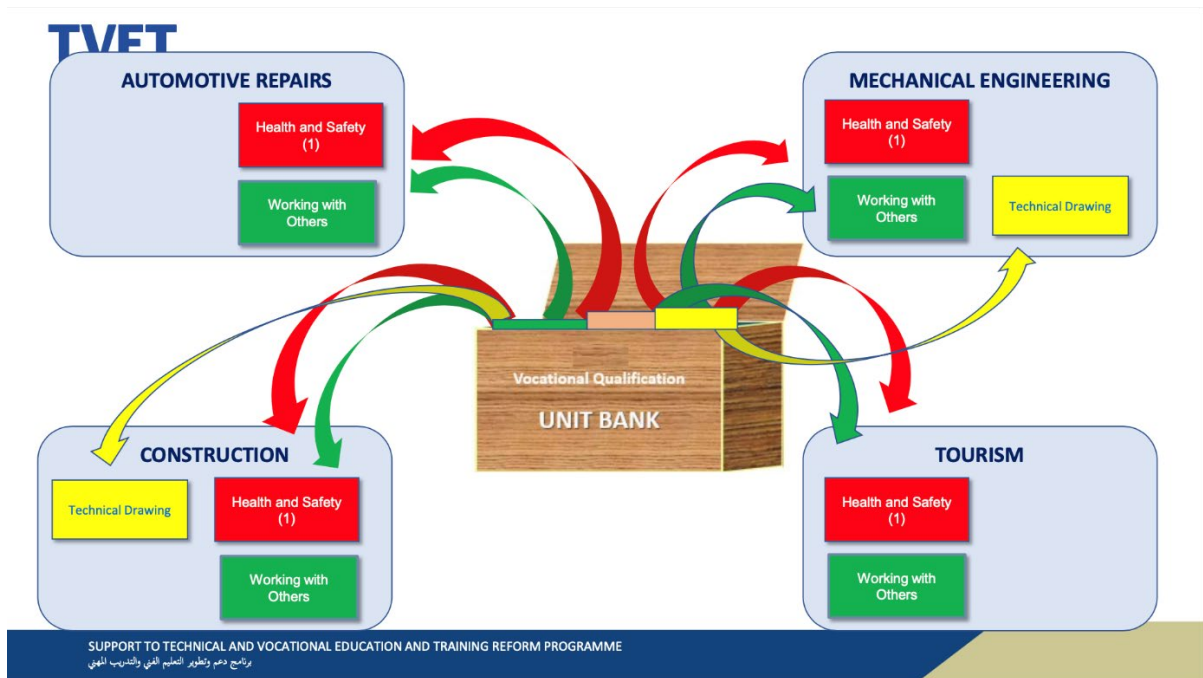 TVET
AUTOMOTIVE REPAIRS
Health and Safety
(1)
Working with
Others
MECHANICAL ENGINEERING
Health and Safety
(1)
Working with
Others
Technical Drawing
Vocational Qualification
UNIT BANK
CONSTRUCTION
Technical Drawing
Health and Safety
(1)
Working with
Others
TOURISM
Health and Safety
(1)
Working with
Others
SUPPORT TO TECHNICAL AND VOCATIONAL EDUCATION AND TRAINING REFORM PROGRAMME
برنامج دعم وتطوير التعليم الفني والتدريب المهني